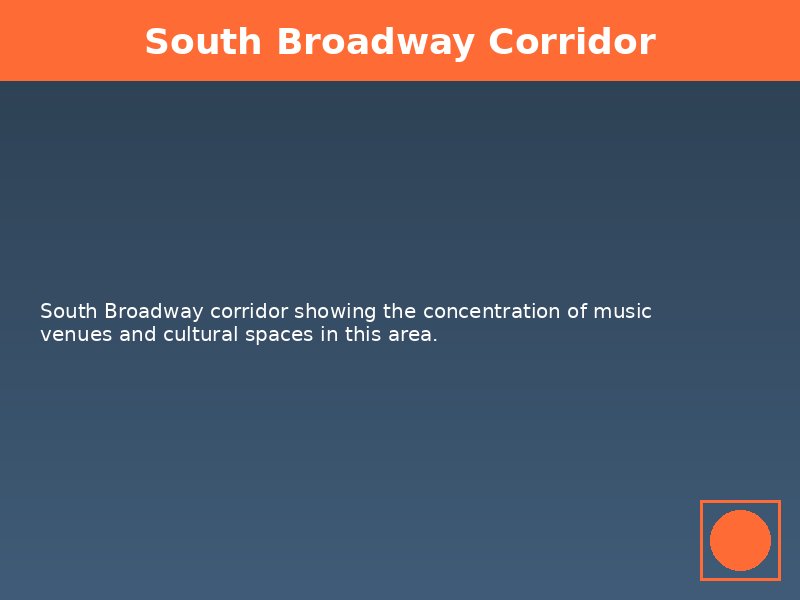 South Broadway Corridor
South Broadway corridor showing the concentration of music
venues and cultural spaces in this area.